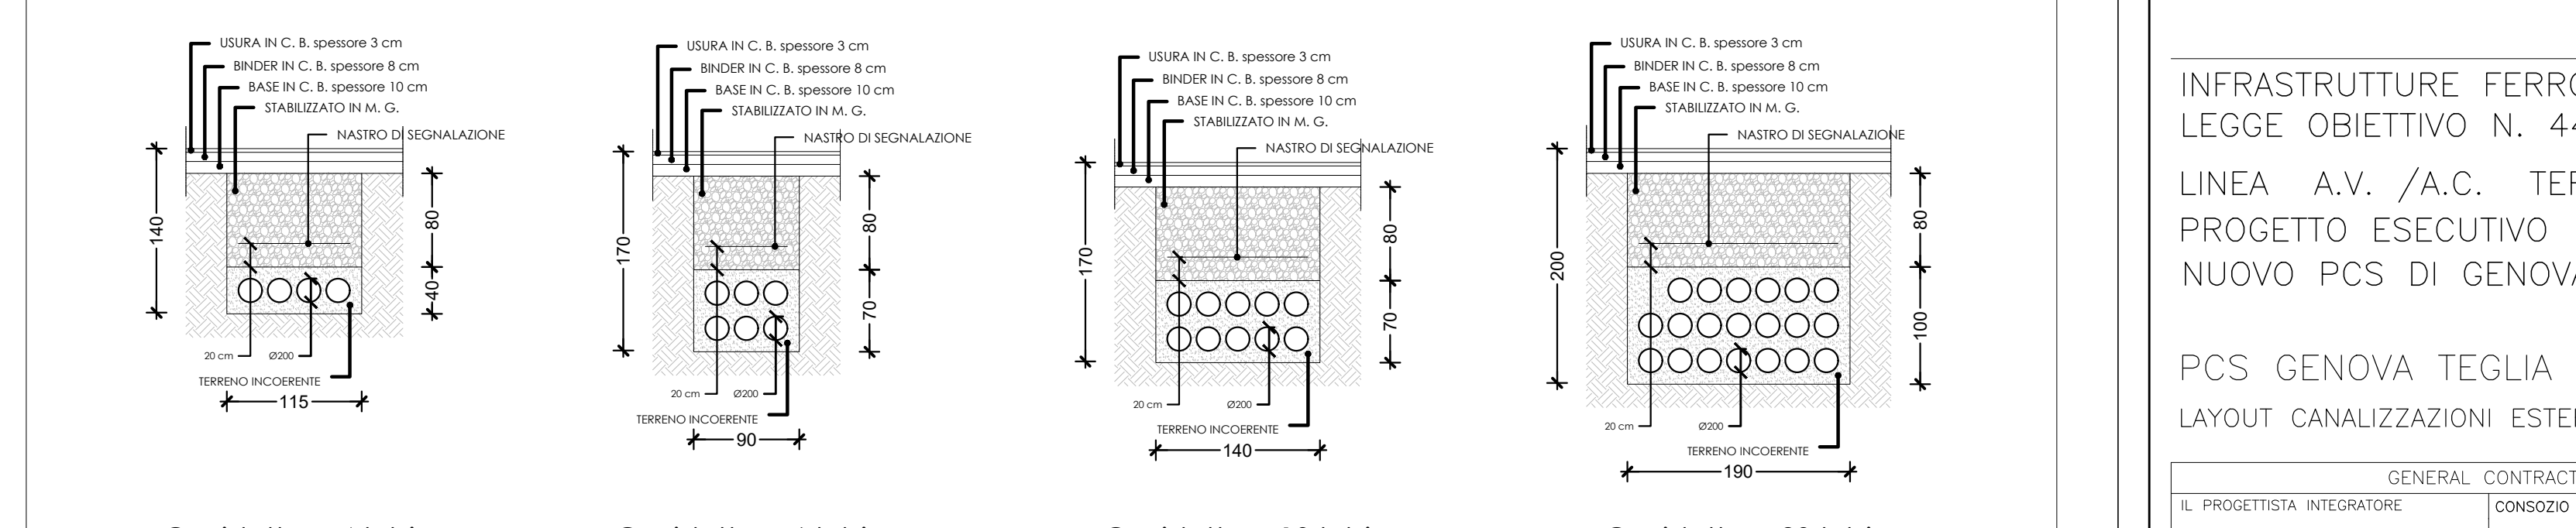 USURA IN C. B. spessore 3 cm
BINDER IN C. B. spessore 8 cm
BASE IN C. B. spessore 10 cm
STABILIZZATO IN M. G.
NASTRO DI SEGNALAZIONE
140
80
40
20 cm
Ø200
TERRENO INCOERENTE
115
USURA IN C. B. spessore 3 cm
BINDER IN C. B. spessore 8 cm
BASE IN C. B. spessore 10 cm
STABILIZZATO IN M. G.
NASTRO DI SEGNALAZIONE
170
80
70
20 cm
Ø200
TERRENO INCOERENTE
90
USURA IN C. B. spessore 3 cm
BINDER IN C. B. spessore 8 cm
BASE IN C. B. spessore 10 cm
STABILIZZATO IN M. G.
NASTRO DI SEGNALAZIONE
170
80
70
20 cm
Ø200
TERRENO INCOERENTE
140
USURA IN C. B. spessore 3 cm
BINDER IN C. B. spessore 8 cm
BASE IN C. B. spessore 10 cm
STABILIZZATO IN M. G.
NASTRO DI SEGNALAZIONE
200
80
100
20 cm
Ø200
TERRENO INCOERENTE
190
INFRASTRUTTURE
LEGGE OBIETTIVO N.
LINEA A.V. /A.C.
PROGETTO ESECUTIVO
NUOVO PCS DI GENOVA
PCS GENOVA TEGLIA
LAYOUT CANALIZZAZIONI
GENERAL
IL PROGETTISTA INTEGRATORE
CONSOZIO